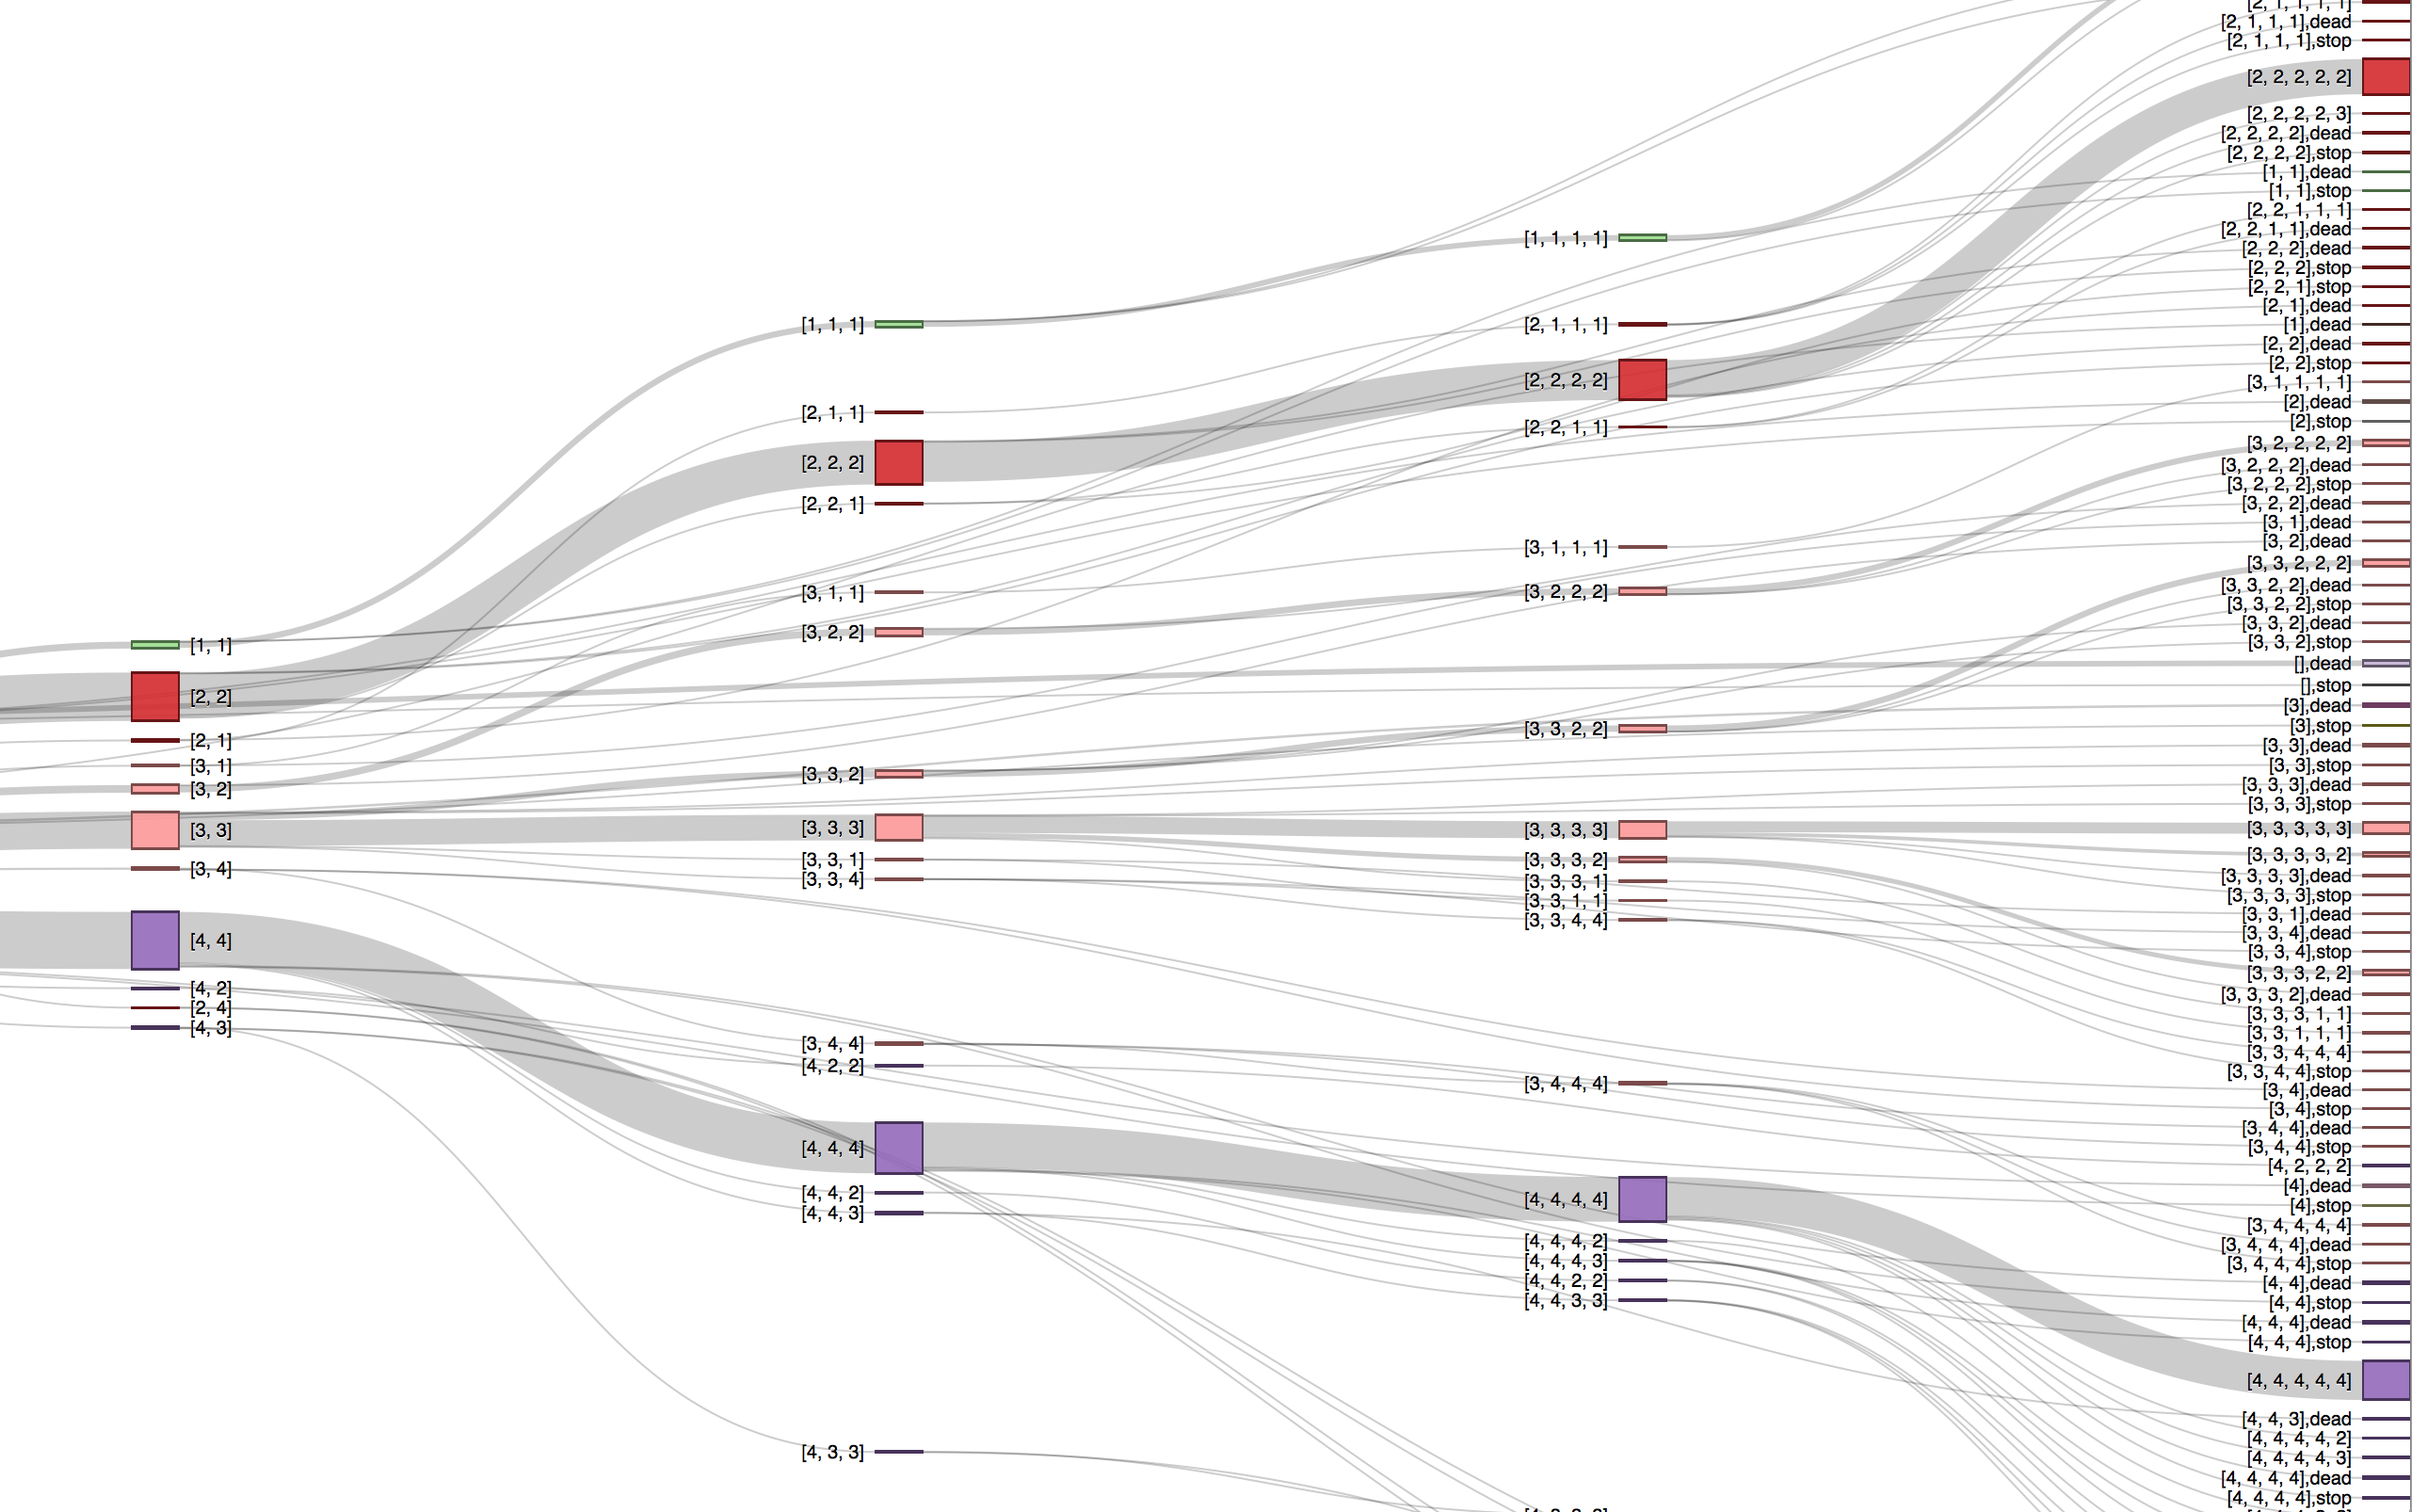 [1, 1]
[2, 2]
[2, 1]
[3, 1]
[3, 2]
[3, 3]
[3, 4]
[4, 4]
[4, 2]
[2, 4]
[4, 3]
[1, 1, 1]
[2, 1, 1]
[2, 2, 2]
[2, 2, 1]
[3, 1, 1]
[3, 2, 2]
[3, 3, 2]
[3, 3, 3]
[3, 3, 1]
[3, 3, 4]
[3, 4, 4]
[4, 2, 2]
[4, 4, 4]
[4, 4, 2]
[4, 4, 3]
[4, 3, 3]
[1, 1, 1, 1]
[2, 1, 1, 1]
[2, 2, 2, 2]
[2, 2, 1, 1]
[3, 1, 1, 1]
[3, 2, 2, 2]
[3, 3, 2, 2]
[3, 3, 3, 3]
[3, 3, 3, 2]
[3, 3, 3, 1]
[3, 3, 1, 1]
[3, 3, 4, 4]
[3, 4, 4, 4]
[4, 4, 4, 4]
[4, 4, 4, 2]
[4, 4, 4, 3]
[4, 4, 2, 2]
[4, 4, 3, 3]
[2, 1, 1, 1, 1]
[2, 1, 1, 1],dead
[2, 1, 1, 1],stop
[2, 2, 2, 2, 2]
[2, 2, 2, 2, 3]
[2, 2, 2, 2],dead
[2, 2, 2, 2],stop
[1, 1],dead
[1, 1],stop
[2, 2, 1, 1, 1]
[2, 2, 1, 1],dead
[2, 2, 2],dead
[2, 2, 2],stop
[2, 2, 1],stop
[2, 1],dead
[1],dead
[2, 2],dead
[2, 2],stop
[3, 1, 1, 1, 1]
[2],dead
[2],stop
[3, 2, 2, 2, 2]
[3, 2, 2, 2],dead
[3, 2, 2, 2],stop
[3, 2, 2],dead
[3, 1],dead
[3, 2],dead
[3, 3, 2, 2, 2]
[3, 3, 2, 2],dead
[3, 3, 2, 2],stop
[3, 3, 2],dead
[3, 3, 2],stop
[],dead
[],stop
[3],dead
[3],stop
[3, 3],dead
[3, 3],stop
[3, 3, 3],dead
[3, 3, 3],stop
[3, 3, 3, 3, 3]
[3, 3, 3, 3, 2]
[3, 3, 3, 3],dead
[3, 3, 3, 3],stop
[3, 3, 1],dead
[3, 3, 4],dead
[3, 3, 4],stop
[3, 3, 3, 2, 2]
[3, 3, 3, 2],dead
[3, 3, 3, 1, 1]
[3, 3, 1, 1, 1]
[3, 3, 4, 4, 4]
[3, 3, 4, 4],stop
[3, 4],dead
[3, 4],stop
[3, 4, 4],dead
[3, 4, 4],stop
[4, 2, 2, 2]
[4],dead
[4],stop
[3, 4, 4, 4, 4]
[3, 4, 4, 4],dead
[3, 4, 4, 4],stop
[4, 4],dead
[4, 4],stop
[4, 4, 4],dead
[4, 4, 4],stop
[4, 4, 4, 4, 4]
[4, 4, 3],dead
[4, 4, 4, 4, 2]
[4, 4, 4, 4, 3]
[4, 4, 4, 4],dead
[4, 4, 4, 4],stop